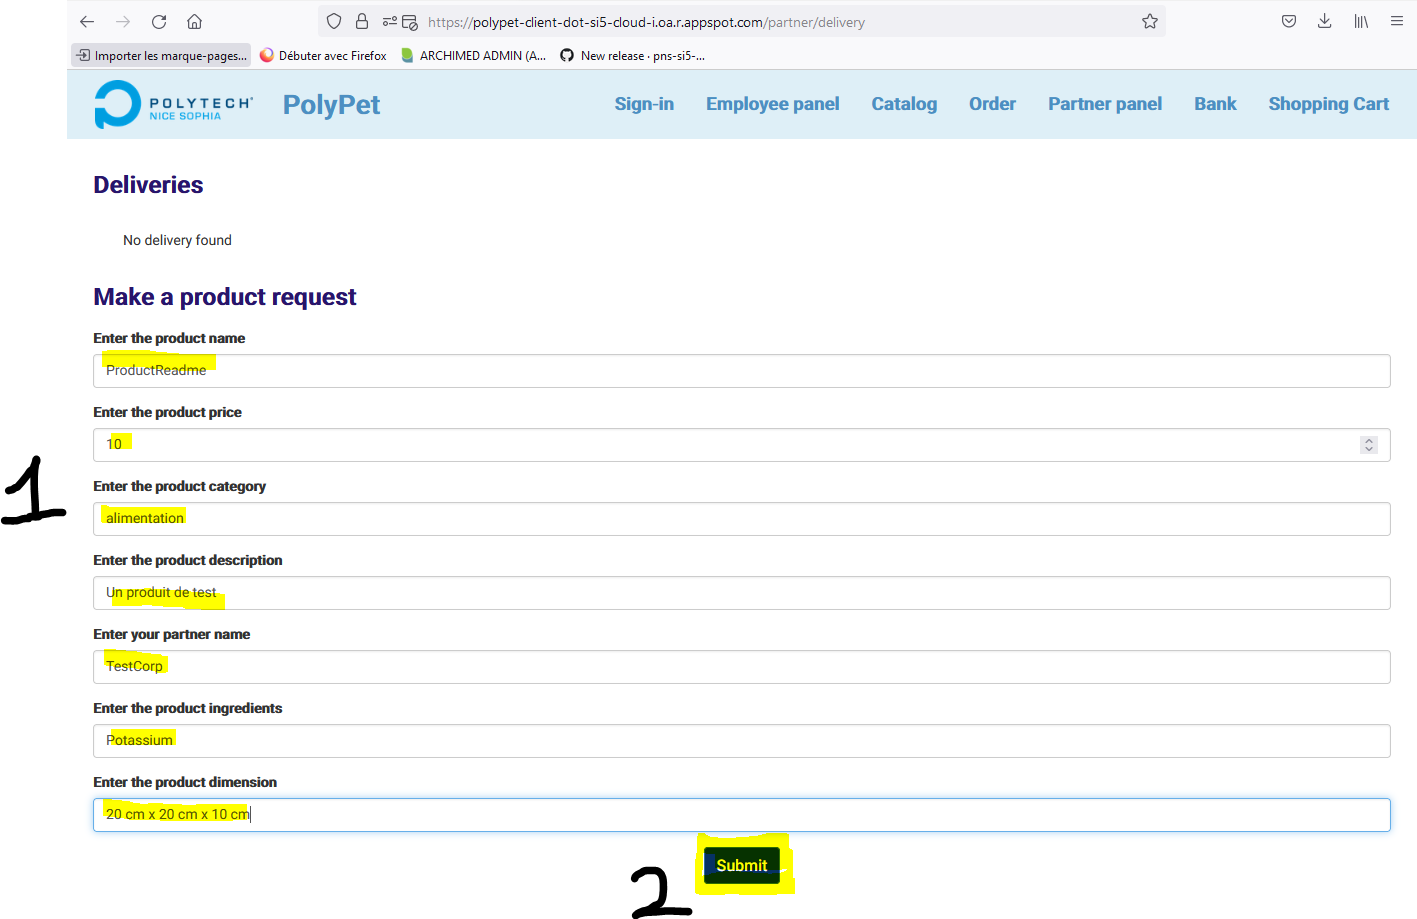 https://polypet-client-dot-si5-cloud-i.oa.r.appspot.com/partner/delivery
Importer les marque-pages... Débuter avec Firefox ARCHIMED ADMIN (A... New release · pns-si5-...
POLYTECH
NICE SOPHIA
PolyPet Sign-in Employee panel Catalog Order Partner panel Bank Shopping Cart
Deliveries
No delivery found
Make a product request
Enter the product name
ProductReadme
Enter the product price
10
1
Enter the product category
alimentation
Enter the product description
Un produit de test
Enter your partner name
TestCorp
Enter the product ingredients
Potassium
Enter the product dimension
20 cm x 20 cm x 10 cm
Submit
2